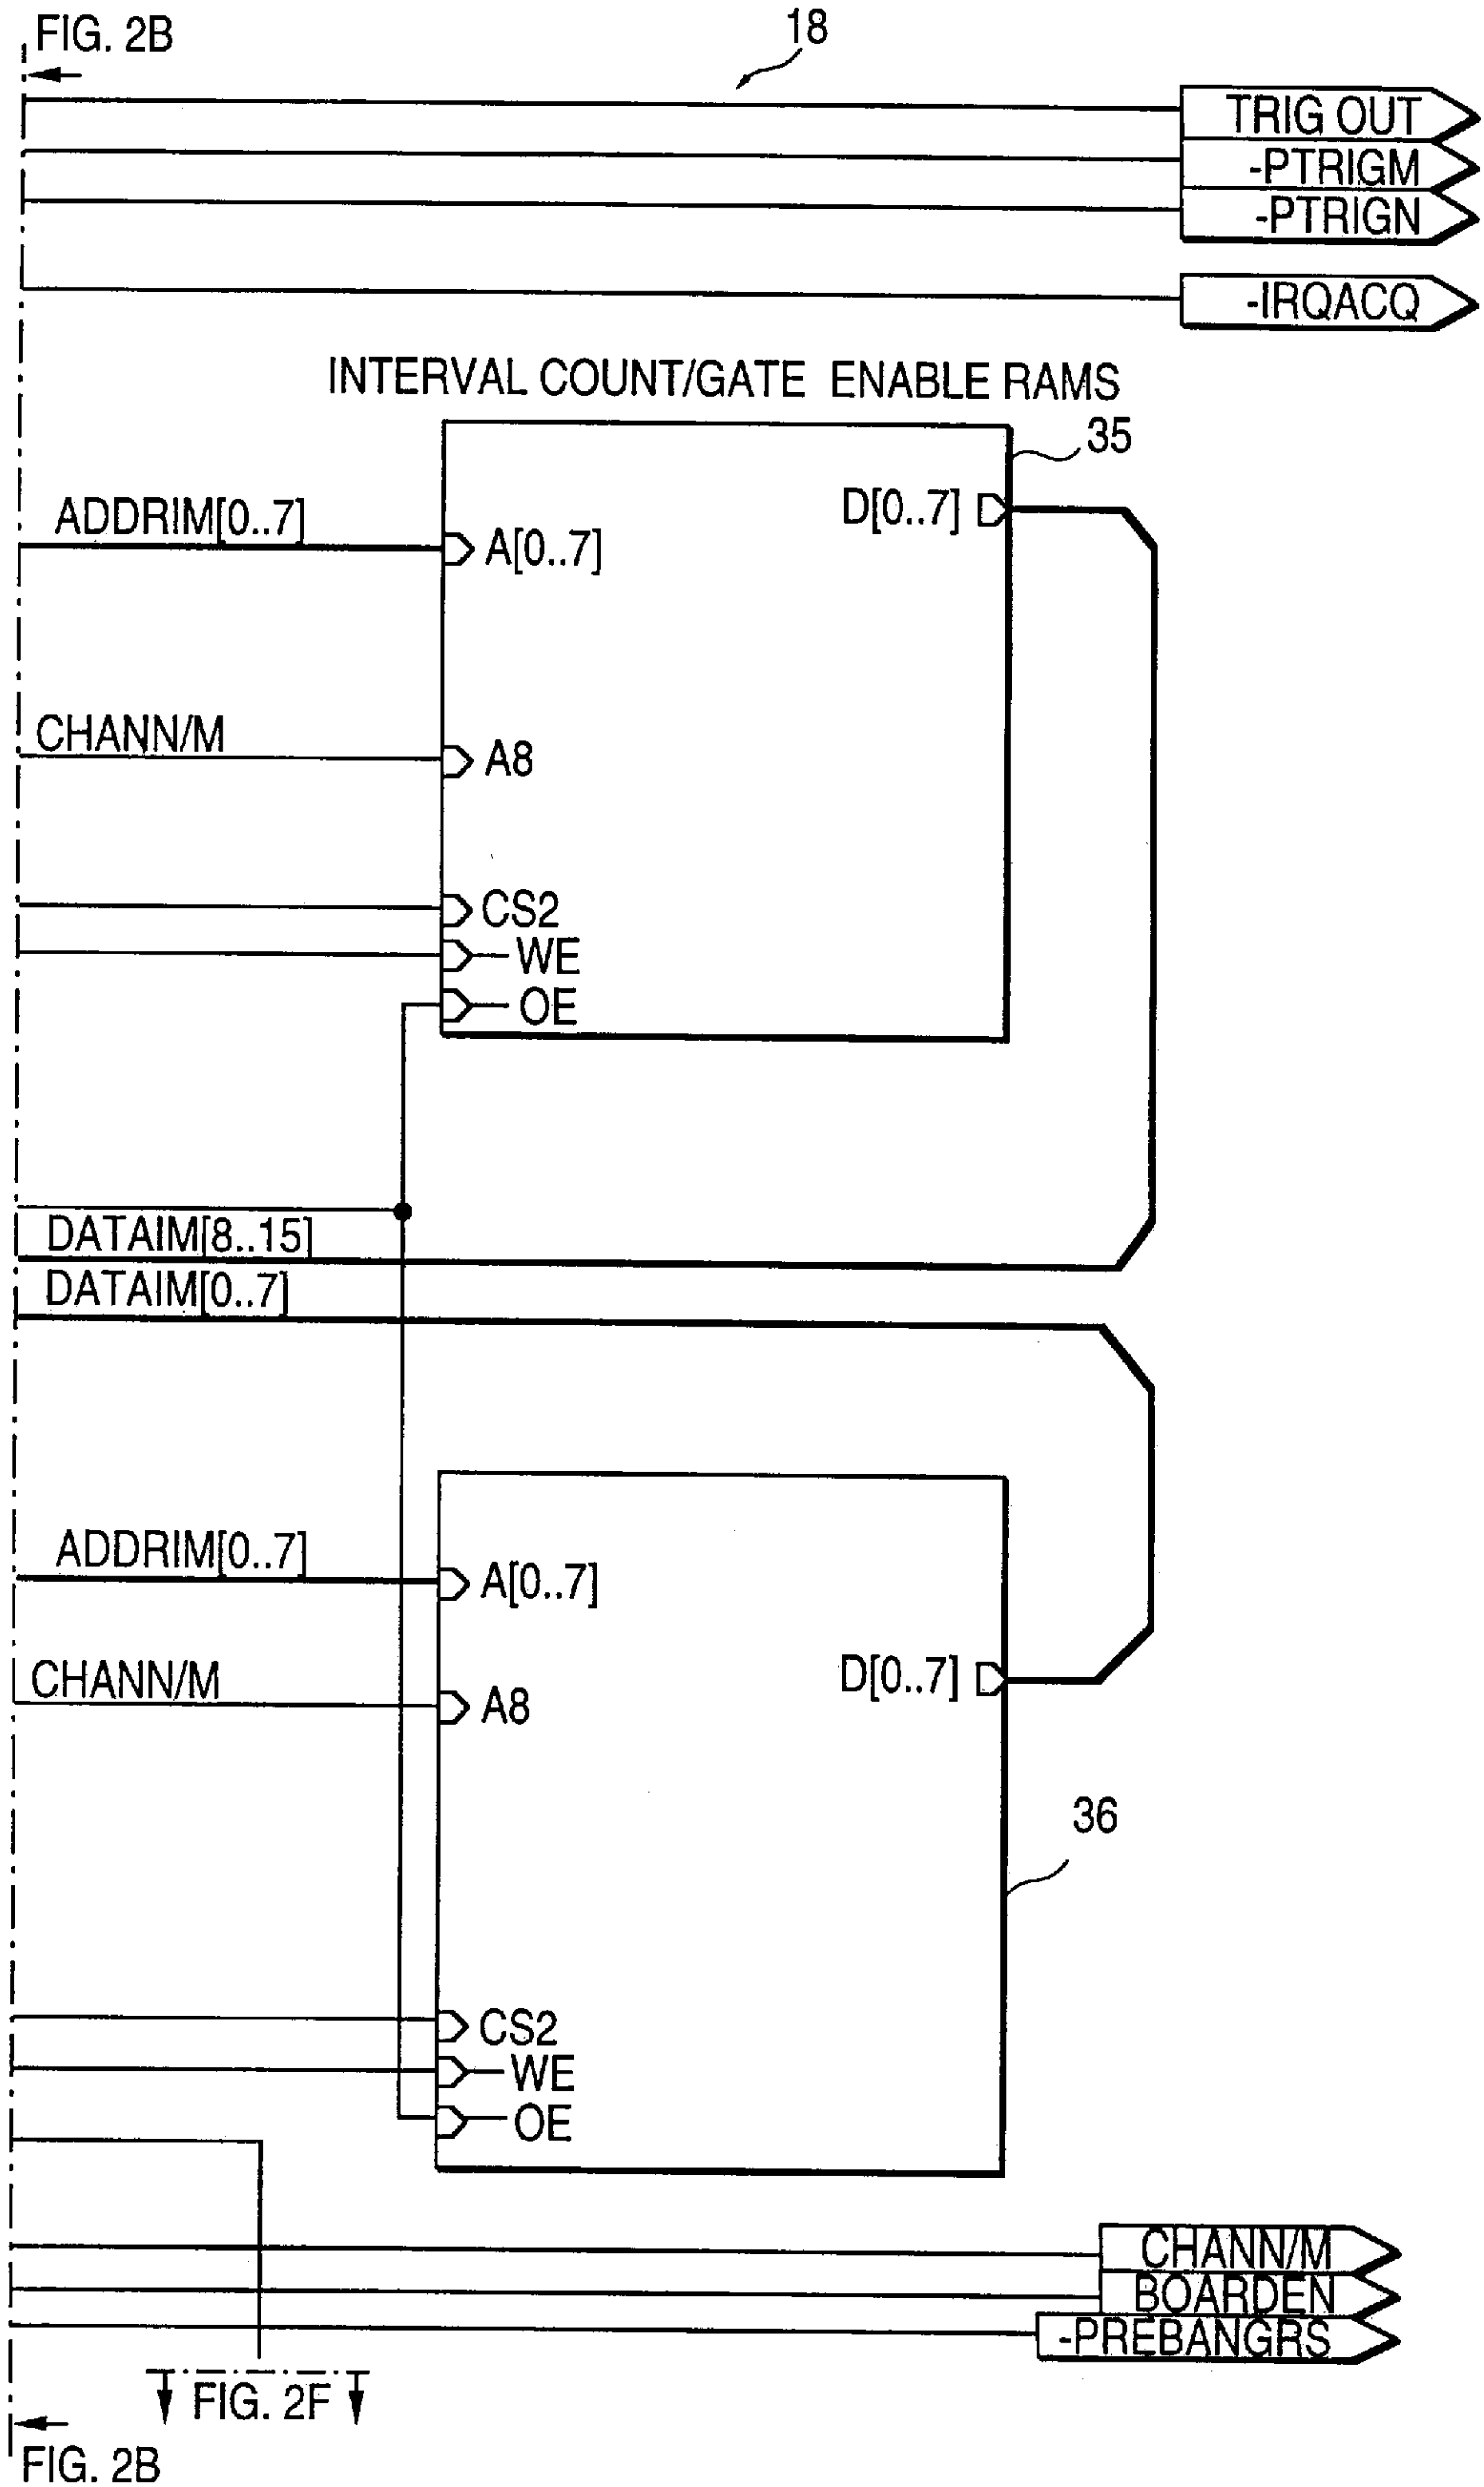 FIG. 2B
18
TRIG OUT
-PTRIGM
-PTRIGN
-IRQACQ
INTERVAL COUNT/GATE ENABLE RAMS
35
D[0..7]
ADDRIM[0..7]
A[0..7]
CHANN/M
A8
CS2
WE
OE
DATAIM[8..15]
DATAIM[0..7]
ADDRIM[0..7]
A[0..7]
D[0..7]
CHANN/M
A8
36
CS2
WE
OE
CHANN/M
BOARDEN
-PREBANGRS
FIG. 2F
FIG. 2B